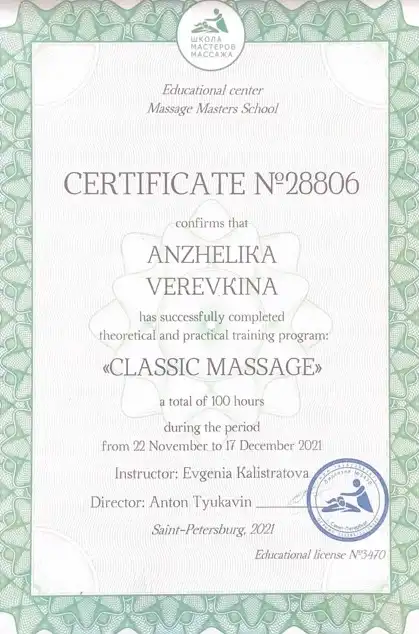 ШКОЛА
МАСТЕРОВ
МАССАЖА
Educational center
Massage Masters School
CERTIFICATE №28806
confirms that
ANZHELIKA
VEREVKINA
has successfully completed
theoretical and practical training program:
«CLASSIC MASSAGE»
a total of 100 hours
during the period
from 22 November to 17 December 2021
Instructor: Evgenia Kalistratova
Director: Anton Tyukavin
Saint-Petersburg, 2021
Educational license №3470
Санкт-Петербург